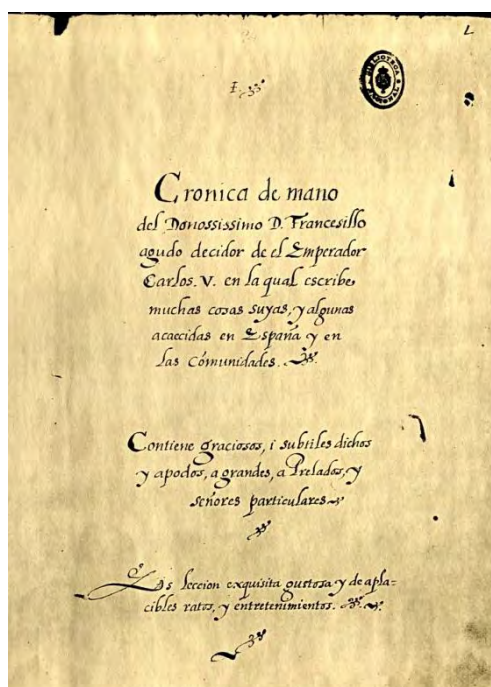 Cronica de mano
del Donossissimo D. Francesillo
agudo decidor de el Emperador
Carlos. V. en la qual escribe
muchas cosas suyas, y algunas
acaecidas en España y en
las Cómunidades.
Contiene graciosos, i subtiles dichos
y apodos, a grandes, a Prelados, y
señores particulares
Es leccion exquisita gustosa y de apla=
cibles ratos, y entretenimientos.